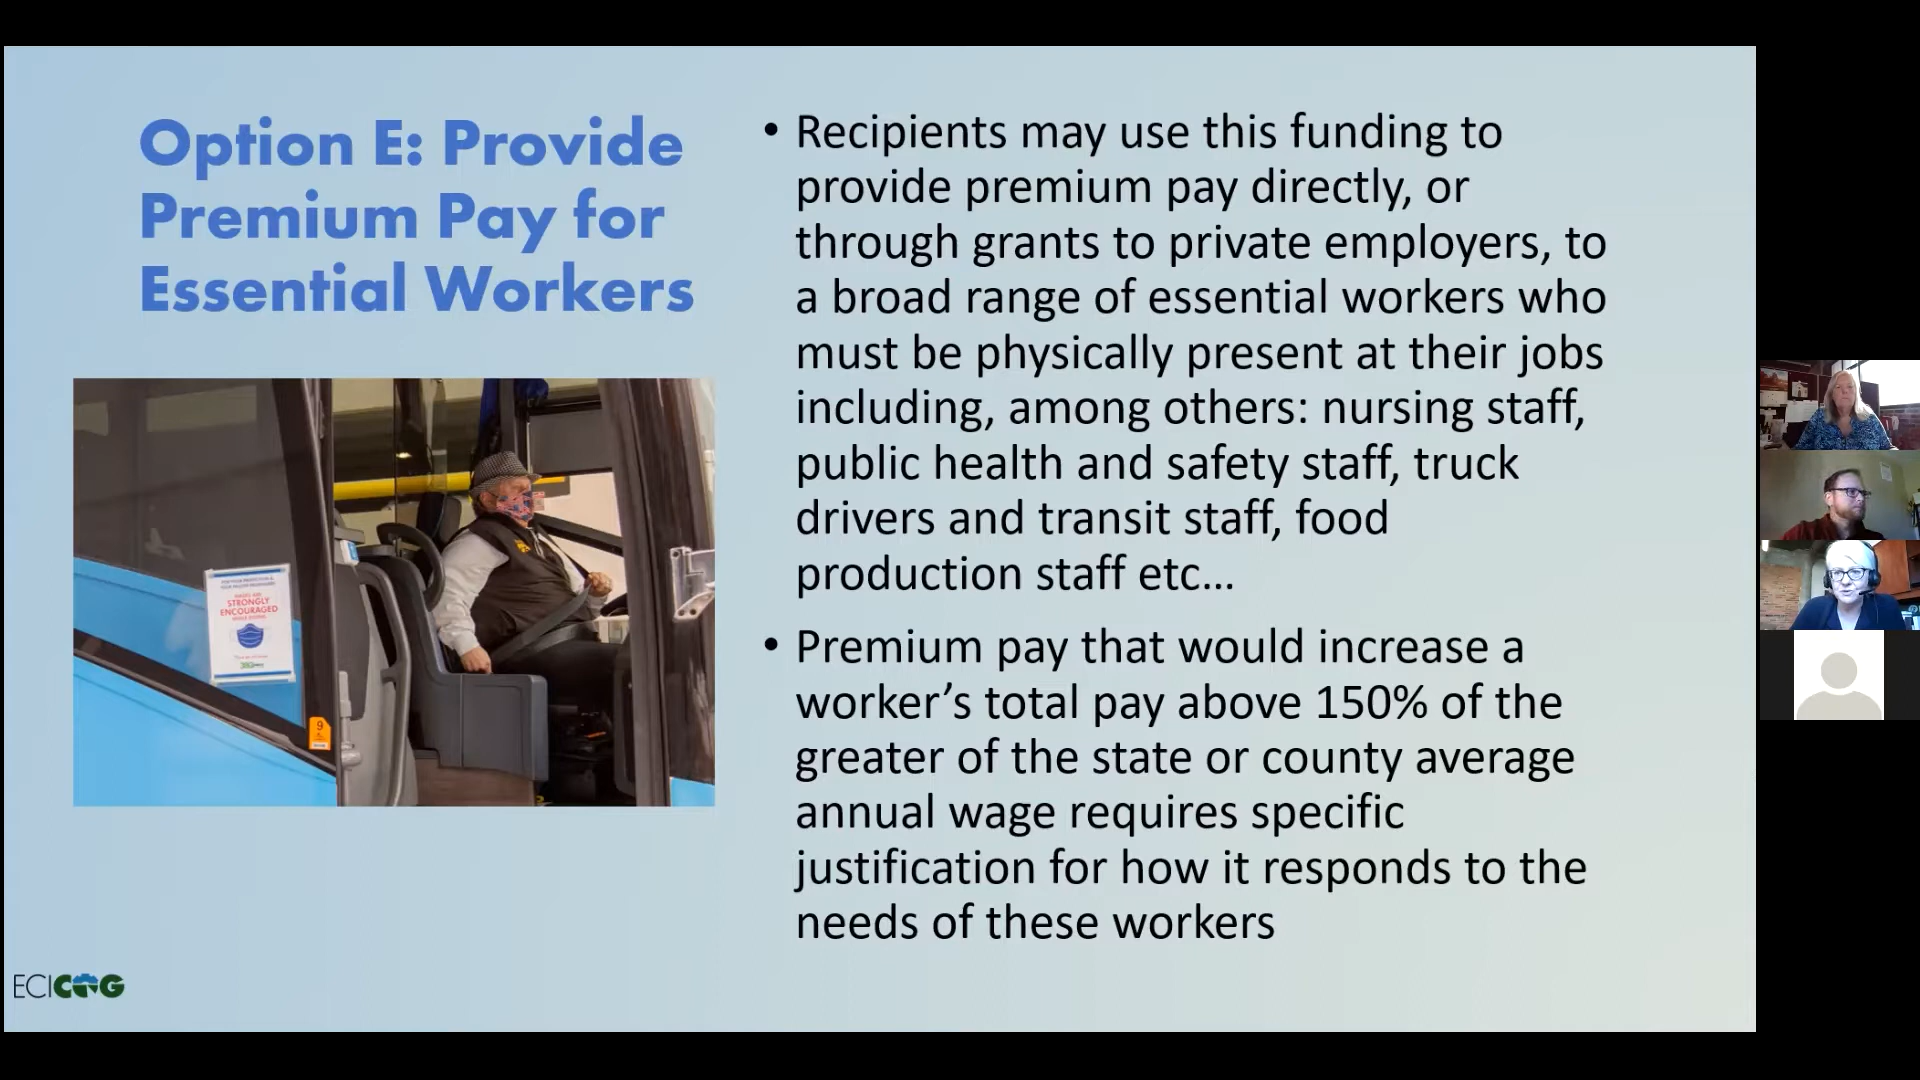 Option E: Provide
Premium Pay for
Essential Workers
• Recipients may use this funding to
provide premium pay directly, or
through grants to private employers, to
a broad range of essential workers who
must be physically present at their jobs
including, among others: nursing staff,
public health and safety staff, truck
drivers and transit staff, food
production staff etc...
• Premium pay that would increase a
worker’s total pay above 150% of the
greater of the state or county average
annual wage requires specific
justification for how it responds to the
needs of these workers
STRONGLY
ENCOURAGED
9
ECICOG